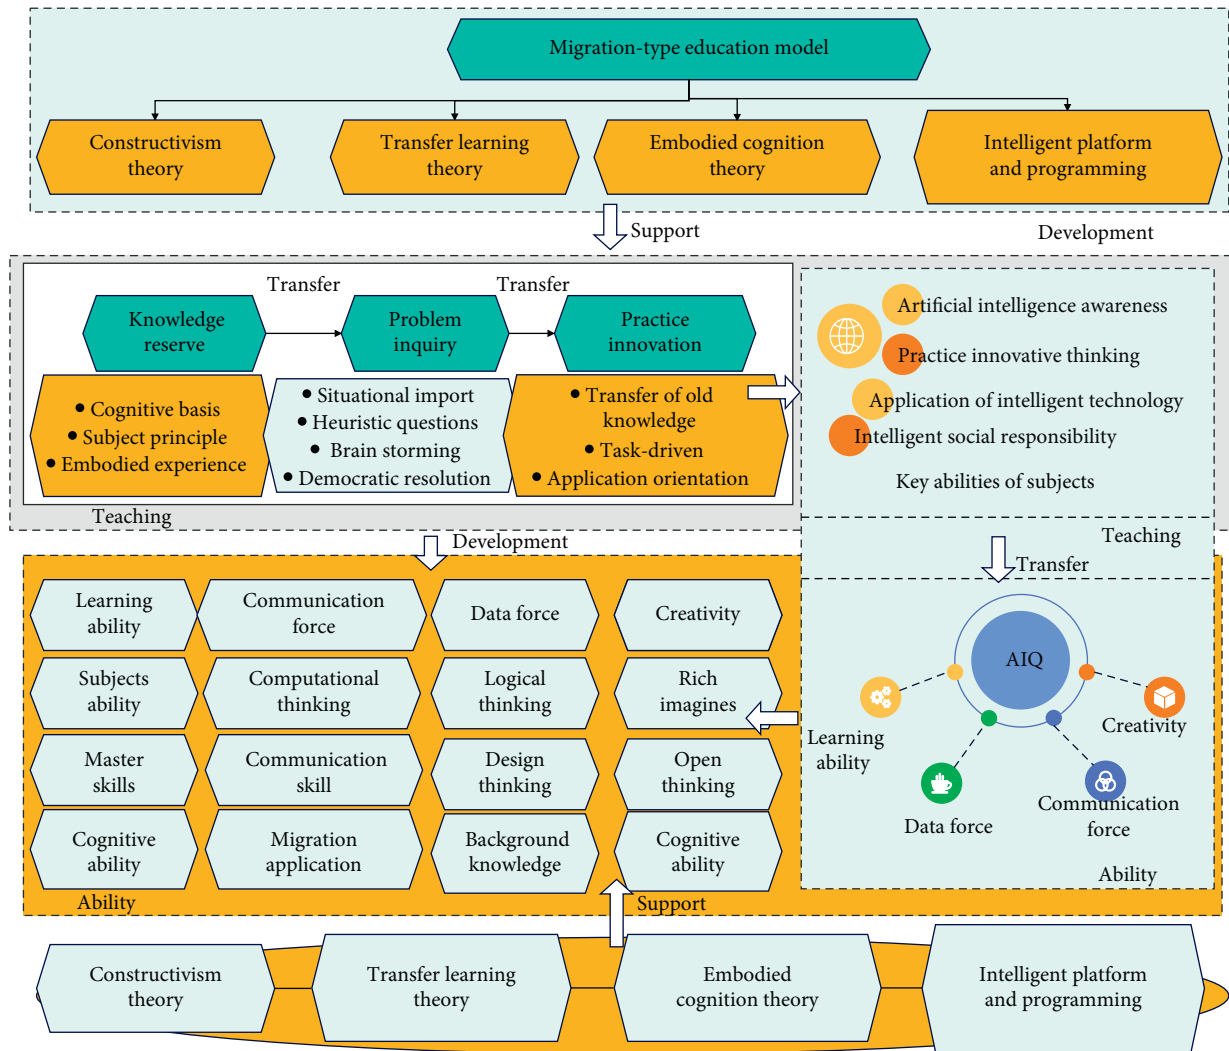 Migration-type education model
Constructivism
theory
Transfer learning
theory
Embodied cognition
theory
Intelligent platform
and programming
Support
Development
Transfer
Transfer
Knowledge
reserve
Problem
inquiry
Practice
innovation
• Cognitive basis
• Subject principle
• Embodied experience
• Situational import
• Heuristic questions
• Brain storming
• Democratic resolution
• Transfer of old
knowledge
• Task-driven
• Application orientation
Teaching
Artificial intelligence awareness
Practice innovative thinking
Application of intelligent technology
Intelligent social responsibility
Key abilities of subjects
Teaching
Development
Transfer
Learning
ability
Communication
force
Data force
Creativity
Subjects
ability
Computational
thinking
Logical
thinking
Rich
imagines
Master
skills
Communication
skill
Design
thinking
Open
thinking
Cognitive
ability
Migration
application
Background
knowledge
Cognitive
ability
Ability
AIQ
Learning
ability
Data force
Communication
force
Creativity
Ability
Support
Constructivism
theory
Transfer learning
theory
Embodied
cognition theory
Intelligent platform
and programming